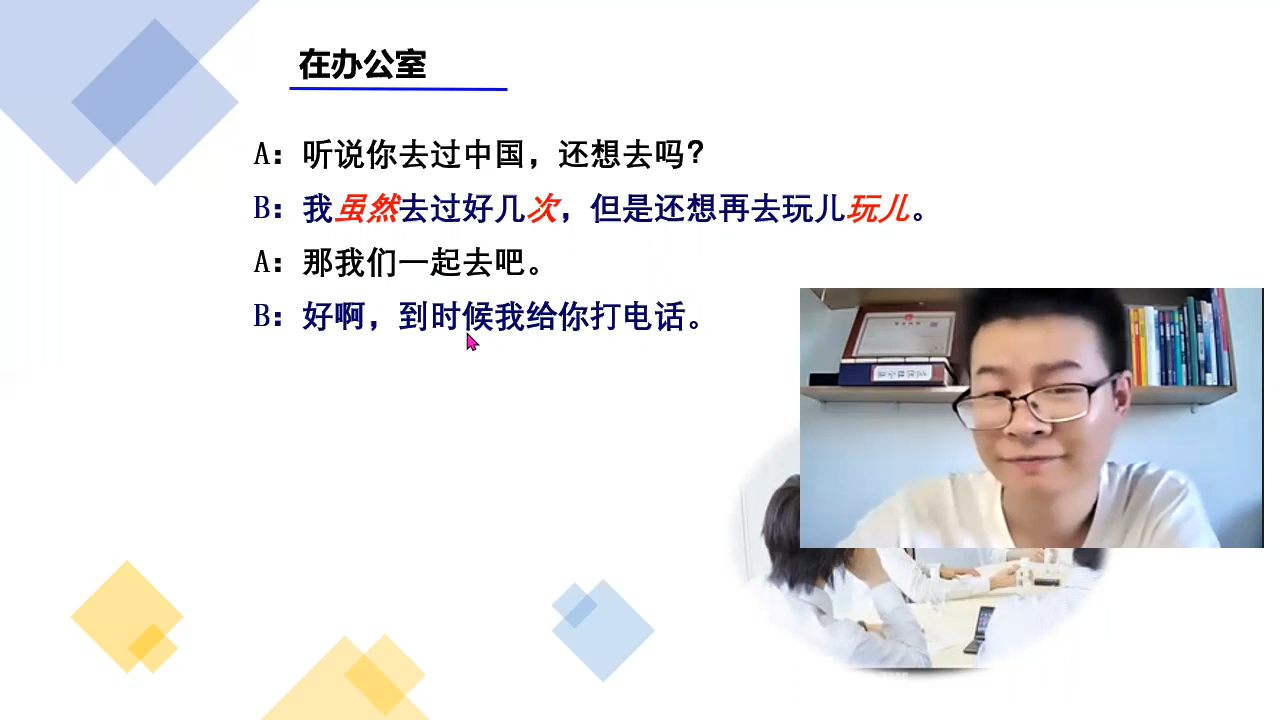 在办公室
A：听说你去过中国，还想去吗？
B：我虽然去过好几次，但是还想再去玩儿玩儿。
A：那我们一起去吧。
B：好啊，到时候我给你打电话。